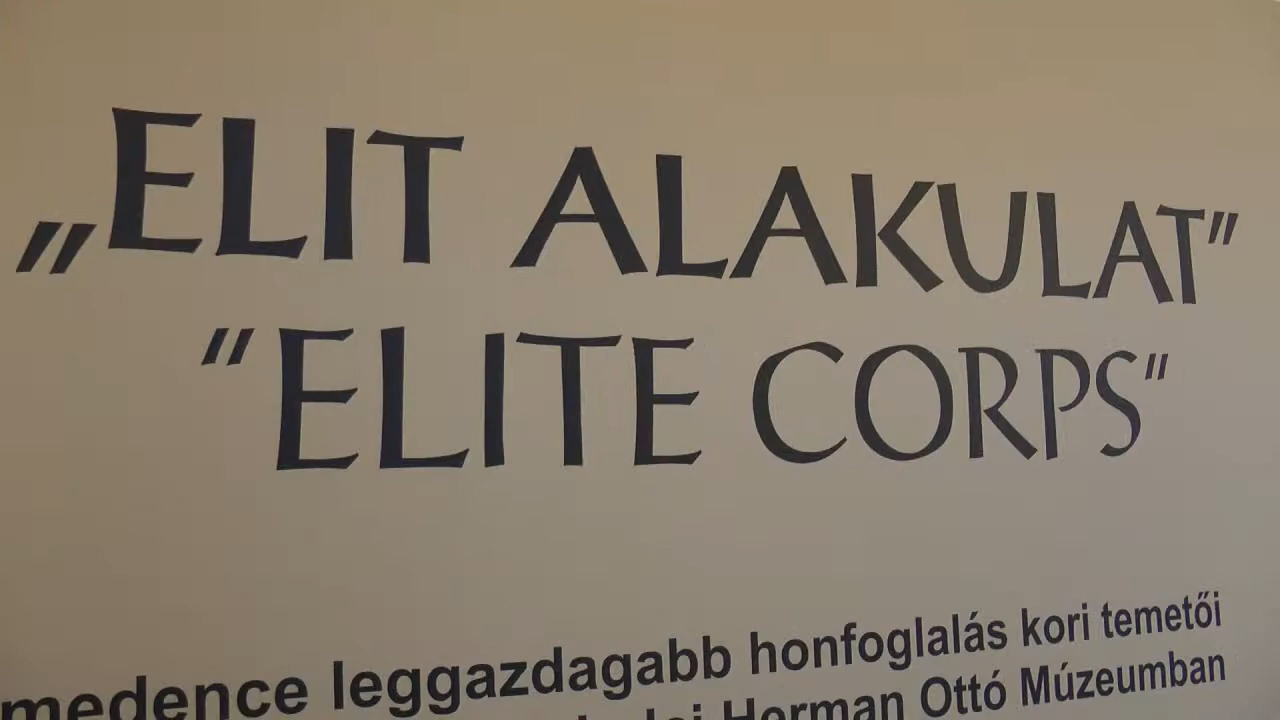 „ELIT ALAKULAT”
“ELITE CORPS”
medence leggazdagabb honfoglalás kori temetői
Herman Ottó Múzeumban